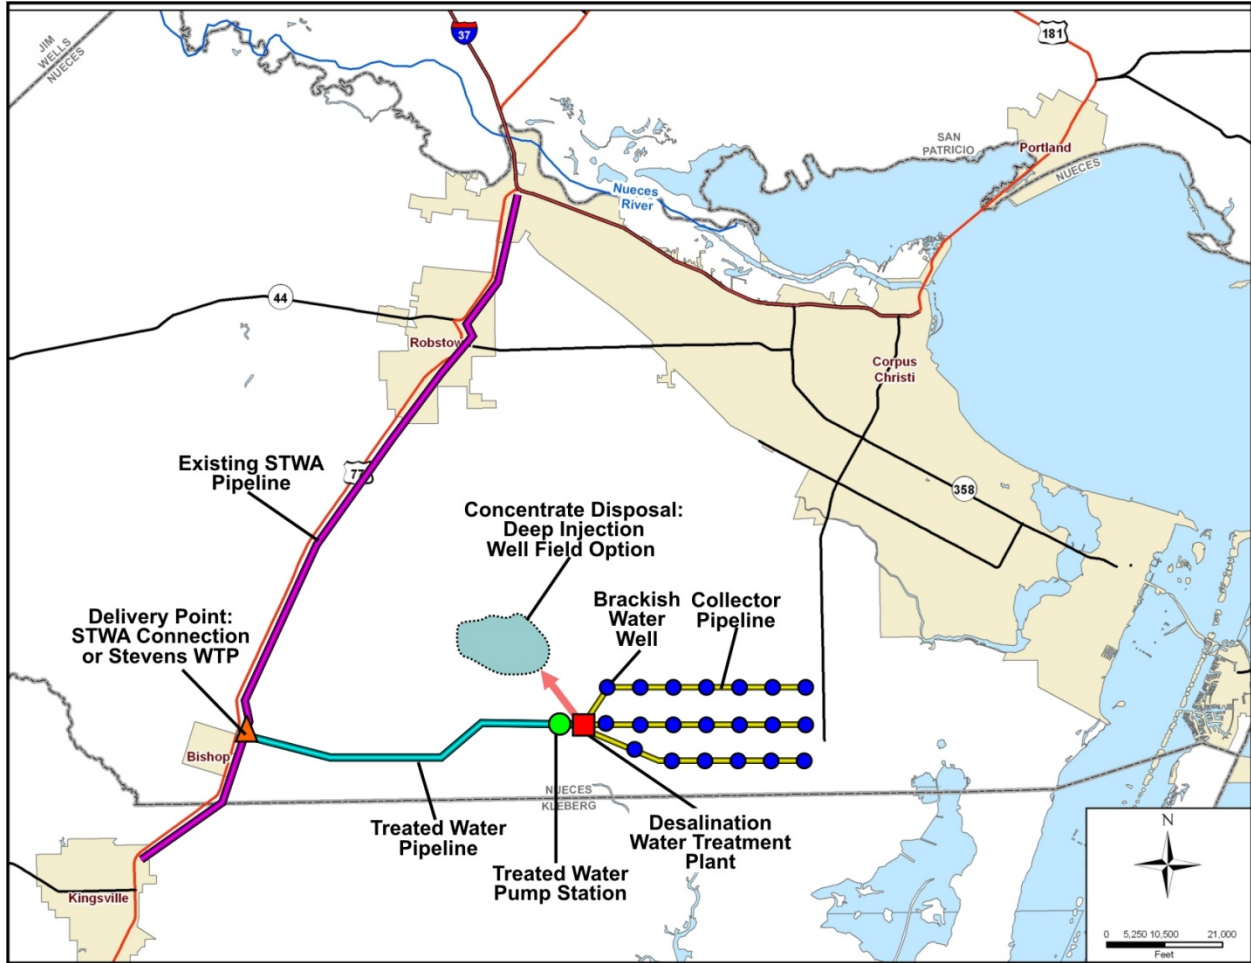 JIM
WELLS
NUECES
37
181
SAN
PATRICIO
Portland
NUECES
Nueces
River
44
Robstow
Corpus
Christi
Existing STWA
Pipeline
77
358
Concentrate Disposal:
Deep Injection
Well Field Option
Delivery Point:
STWA Connection
or Stevens WTP
Brackish
Water
Well
Collector
Pipeline
Bishop
NUECES
KLEBERG
Treated Water
Pipeline
Treated Water
Pump Station
Desalination
Water Treatment
Plant
Kingsville
N
0 5,250 10,500 21,000
Feet